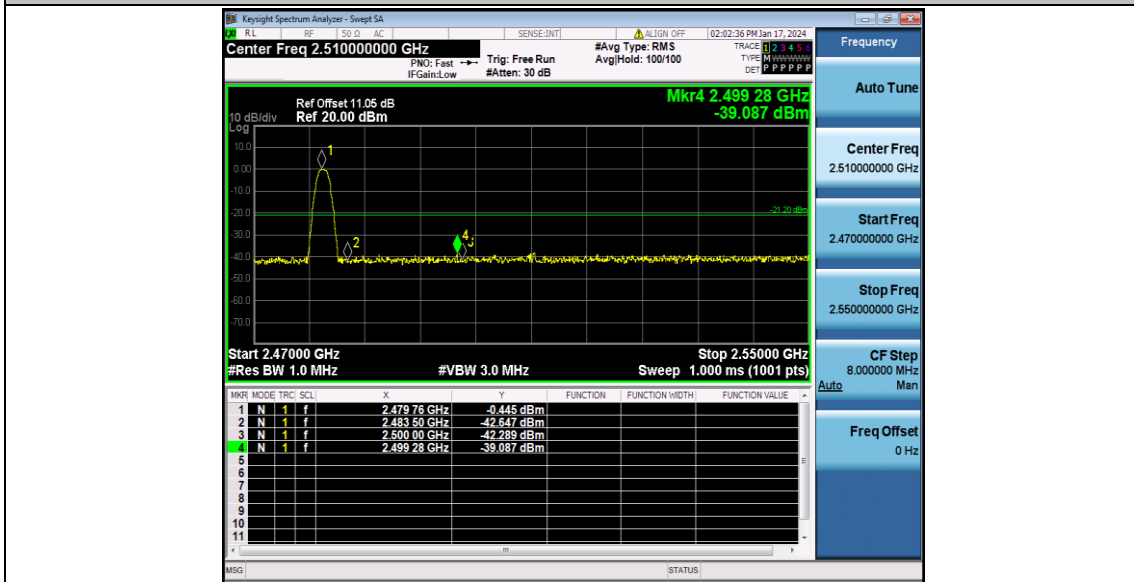 Keysight Spectrum Analyzer - Swept SA
RL RF 50 Ω AC SENSE:INT ALIGN OFF 02:02:36 PM Jan 17, 2024
Center Freq 2.510000000 GHz
PNO: Fast
IFGain:Low
Trig: Free Run
#Atten: 30 dB
#Avg Type: RMS
Avg|Hold: 100/100
TRACE 1 2 3 4 5 6
TYPE M
DET P P P P P P
Frequency
Auto Tune
Center Freq
2.510000000 GHz
Start Freq
2.470000000 GHz
Stop Freq
2.550000000 GHz
CF Step
8.000000 MHz
Auto Man
Freq Offset
0 Hz
Mkr4 2.499 28 GHz
-39.087 dBm
Ref Offset 11.05 dB
10 dB/div Ref 20.00 dBm
Log
10.0
0.00
-10.0
-20.0
-30.0
-40.0
-50.0
-60.0
-70.0
1
2
4
-21.20 dBm
Start 2.47000 GHz Stop 2.55000 GHz
#Res BW 1.0 MHz #VBW 3.0 MHz Sweep 1.000 ms (1001 pts)
MKR MODE TRC SCL X Y FUNCTION FUNCTION WIDTH FUNCTION VALUE
1 N 1 f 2.479 76 GHz -0.445 dBm
2 N 1 f 2.483 50 GHz -42.647 dBm
3 N 1 f 2.500 00 GHz -42.289 dBm
4 N 1 f 2.499 28 GHz -39.087 dBm
5
6
7
8
9
10
11
MSG STATUS